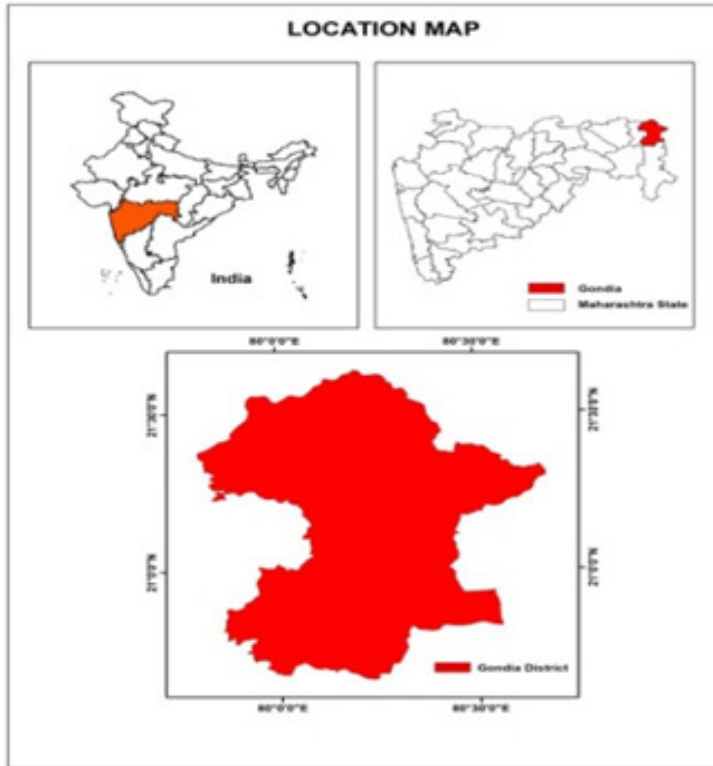 LOCATION MAP
India
Gondia
Maharashtra State
80°0'0"E
80°30'0"E
21°30'0"N
21°30'0"N
21°0'0"N
21°0'0"N
Gondia District
80°0'0"E
80°30'0"E